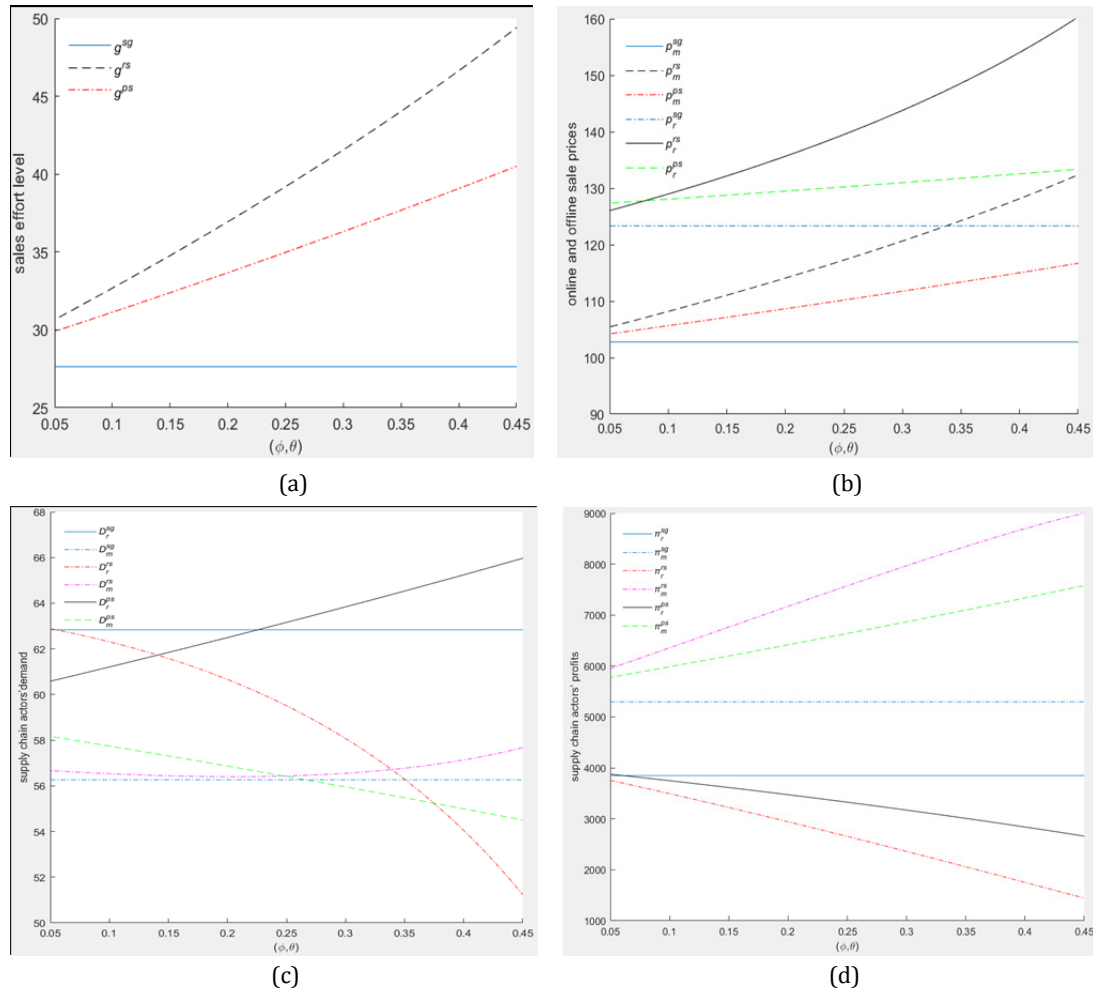 50
45
40
35
30
25
sales effort level
g^sg
g^rs
g^ps
0.05 0.1 0.15 0.2 0.25 0.3 0.35 0.4 0.45
(ϕ,θ)
(a)
160
150
140
130
120
110
100
90
online and offline sale prices
p_m^sg
p_m^rs
p_m^ps
p_r^sg
p_r^rs
p_r^ps
0.05 0.1 0.15 0.2 0.25 0.3 0.35 0.4 0.45
(ϕ,θ)
(b)
68
66
64
62
60
58
56
54
52
50
supply chain actors'demand
D_r^sg
D_m^sg
D_r^rs
D_m^rs
D_r^ps
D_m^ps
0.05 0.1 0.15 0.2 0.25 0.3 0.35 0.4 0.45
(ϕ,θ)
(c)
9000
8000
7000
6000
5000
4000
3000
2000
1000
supply chain actors' profits
π_r^sg
π_m^sg
π_r^rs
π_m^rs
π_r^ps
π_m^ps
0.05 0.1 0.15 0.2 0.25 0.3 0.35 0.4 0.45
(ϕ,θ)
(d)